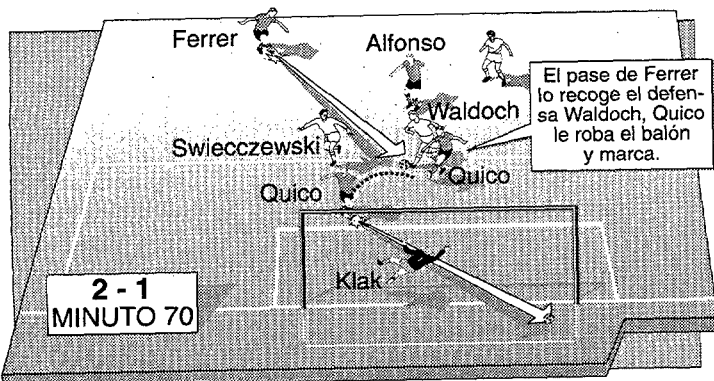 Ferrer
Alfonso
El pase de Ferrer
lo recoge el defen-
sa Waldoch, Quico
le roba el balón
y marca.
Waldoch
Swiecczewski
Quico
Quico
Klak
2 - 1
MINUTO 70